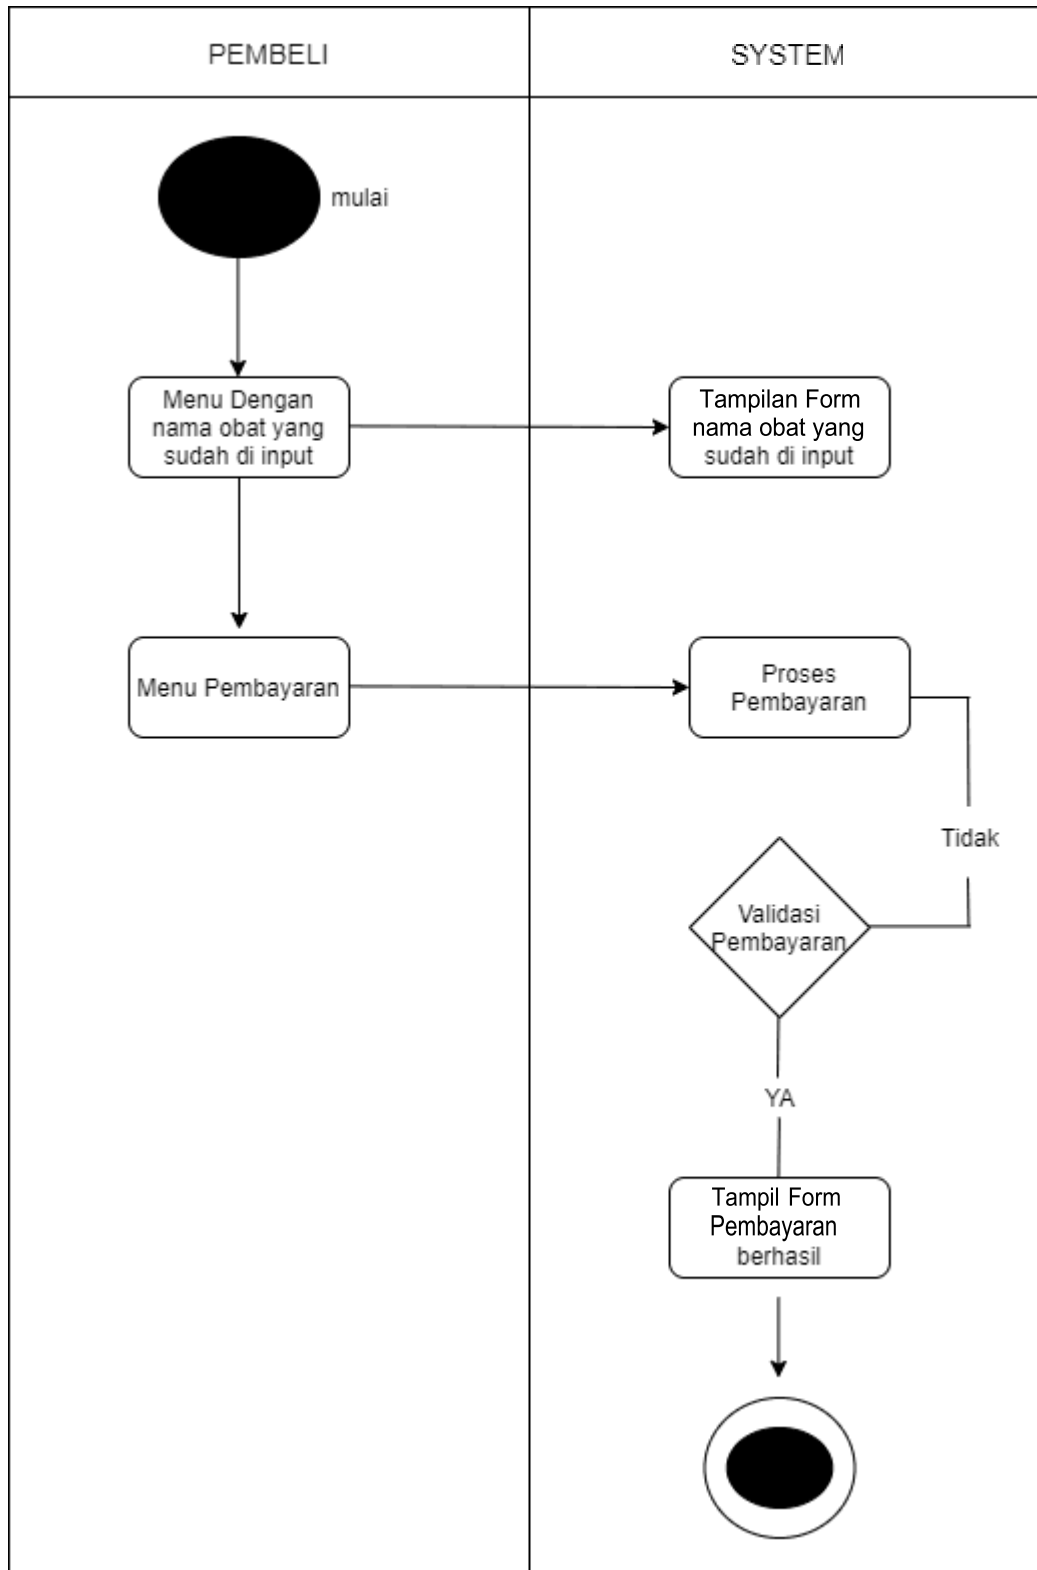 PEMBELI
SYSTEM
mulai
Menu Dengan
nama obat yang
sudah di input
Tampilan Form
nama obat yang
sudah di input
Menu Pembayaran
Proses
Pembayaran
Tidak
Validasi
Pembayaran
YA
Tampil Form
Pembayaran
berhasil